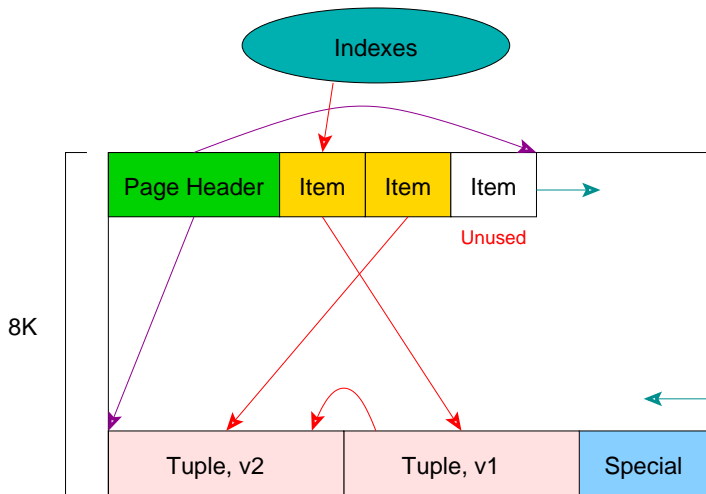 Indexes
Page Header Item Item Item
Unused
8K
Tuple, v2 Tuple, v1 Special